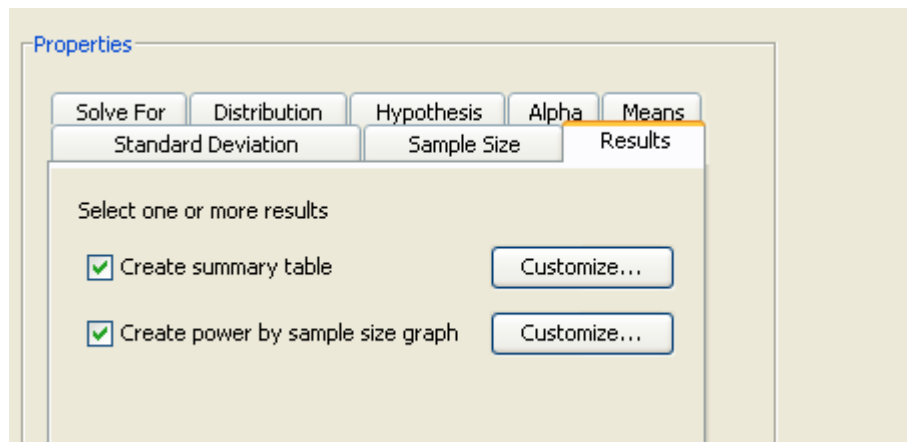 Properties
Solve For Distribution Hypothesis Alpha Means
Standard Deviation Sample Size Results
Select one or more results
Create summary table Customize...
Create power by sample size graph Customize...